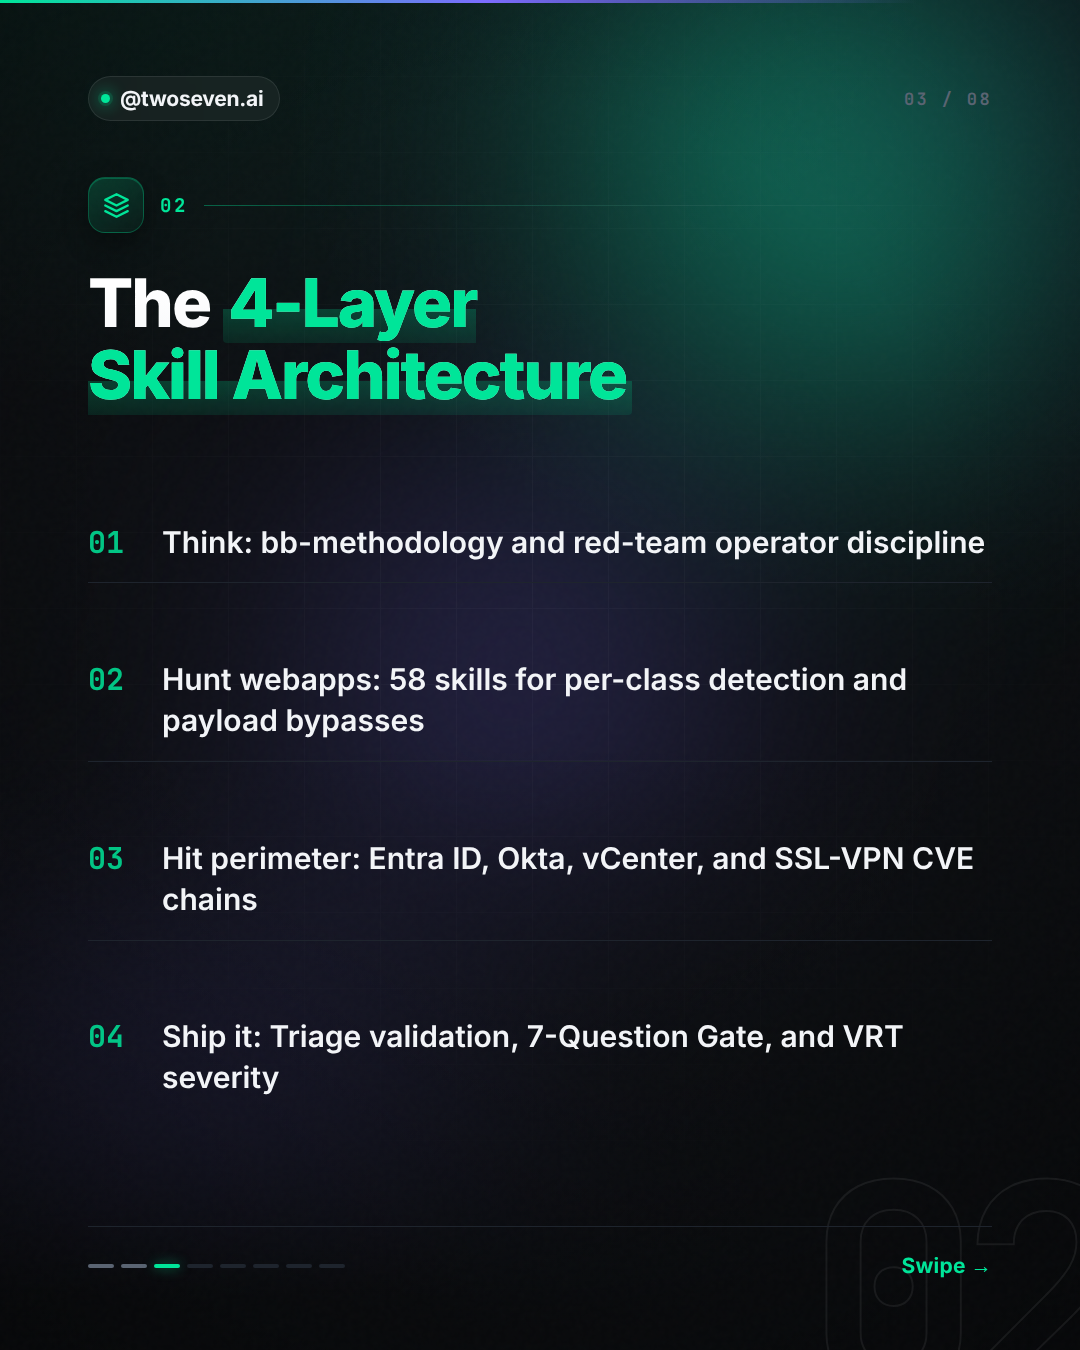 @twoseven.ai
03 / 08
02
The 4-Layer
Skill Architecture
01 Think: bb-methodology and red-team operator discipline
02 Hunt webapps: 58 skills for per-class detection and
payload bypasses
03 Hit perimeter: Entra ID, Okta, vCenter, and SSL-VPN CVE
chains
04 Ship it: Triage validation, 7-Question Gate, and VRT
severity
Swipe →
02